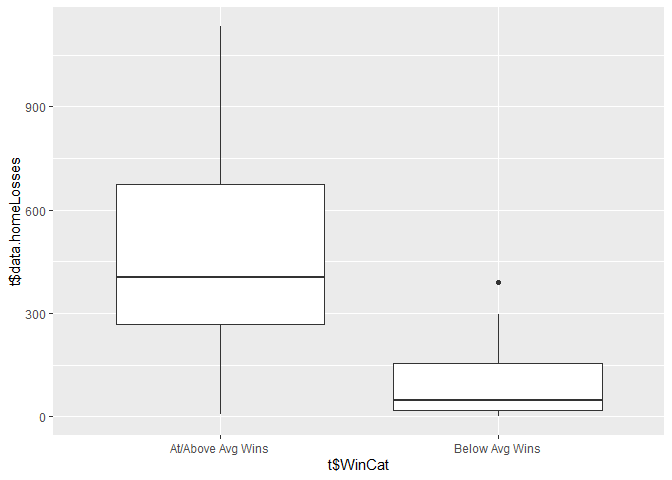 t$data.homeLosses
900
600
300
0
At/Above Avg Wins
Below Avg Wins
t$WinCat